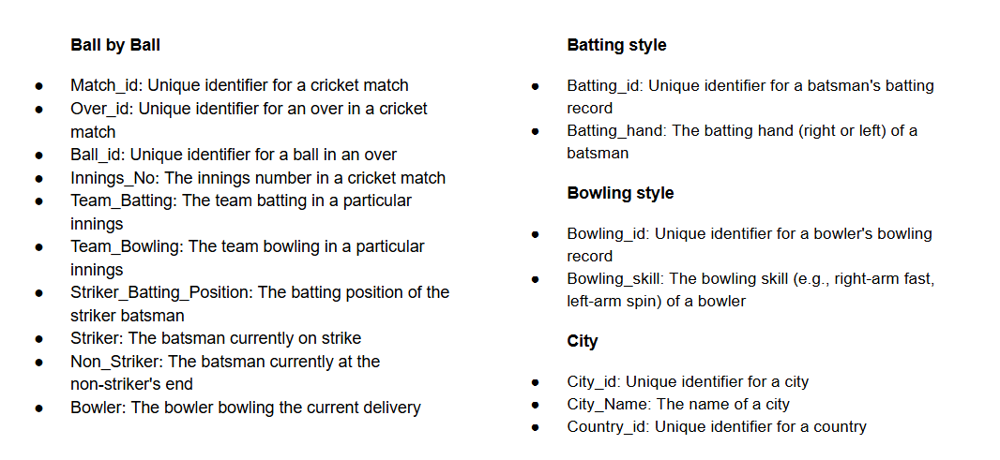 Ball by Ball
● Match_id: Unique identifier for a cricket match
● Over_id: Unique identifier for an over in a cricket
match
● Ball_id: Unique identifier for a ball in an over
● Innings_No: The innings number in a cricket match
● Team_Batting: The team batting in a particular
innings
● Team_Bowling: The team bowling in a particular
innings
● Striker_Batting_Position: The batting position of the
striker batsman
● Striker: The batsman currently on strike
● Non_Striker: The batsman currently at the
non-striker's end
● Bowler: The bowler bowling the current delivery
Batting style
● Batting_id: Unique identifier for a batsman's batting
record
● Batting_hand: The batting hand (right or left) of a
batsman
Bowling style
● Bowling_id: Unique identifier for a bowler's bowling
record
● Bowling_skill: The bowling skill (e.g., right-arm fast,
left-arm spin) of a bowler
City
● City_id: Unique identifier for a city
● City_Name: The name of a city
● Country_id: Unique identifier for a country